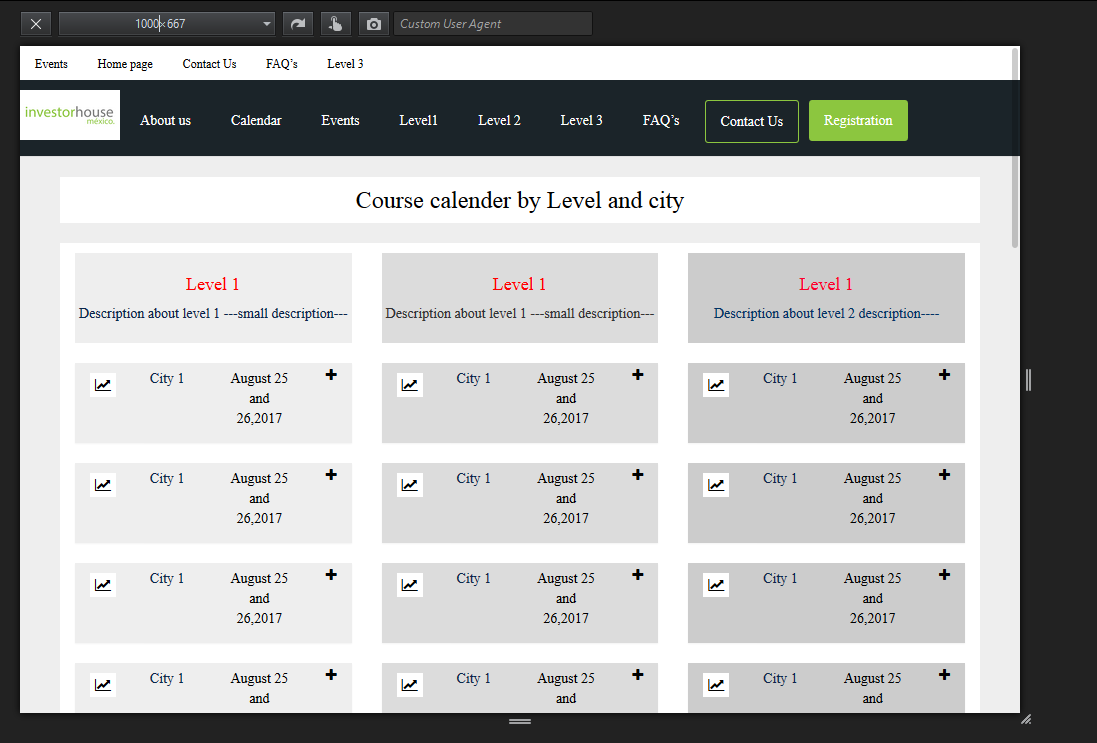 1000×667 Custom User Agent
Events Home page Contact Us FAQ's Level 3
investorhouse
méxico.
About us Calendar Events Level1 Level 2 Level 3 FAQ's Contact Us Registration
Course calender by Level and city
Level 1 Level 1 Level 1
Description about level 1 ---small description--- Description about level 1 ---small description--- Description about level 2 description----
City 1 August 25 City 1 August 25 City 1 August 25
and and and
26,2017 26,2017 26,2017
City 1 August 25 City 1 August 25 City 1 August 25
and and and
26,2017 26,2017 26,2017
City 1 August 25 City 1 August 25 City 1 August 25
and and and
26,2017 26,2017 26,2017
City 1 August 25 City 1 August 25 City 1 August 25
and and and